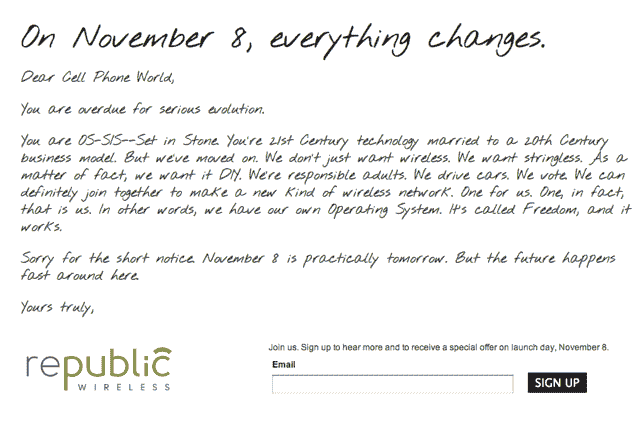 On November 8, everything changes.
Dear Cell Phone World,
You are overdue for serious evolution.
You are OS-SIS--Set in Stone. You're 21st Century technology married to a 20th Century
business model. But we've moved on. We don't just want wireless. We want stringless. As a
matter of fact, we want it DIY. We're responsible adults. We drive cars. We vote. We can
definitely join together to make a new kind of wireless network. One for us. One, in fact,
that is us. In other words, we have our own Operating System. It's called Freedom, and it
works.
Sorry for the short notice. November 8 is practically tomorrow. But the future happens
fast around here.
Yours truly,
republic
WIRELESS
Join us. Sign up to hear more and to receive a special offer on launch day, November 8.
Email
SIGN UP